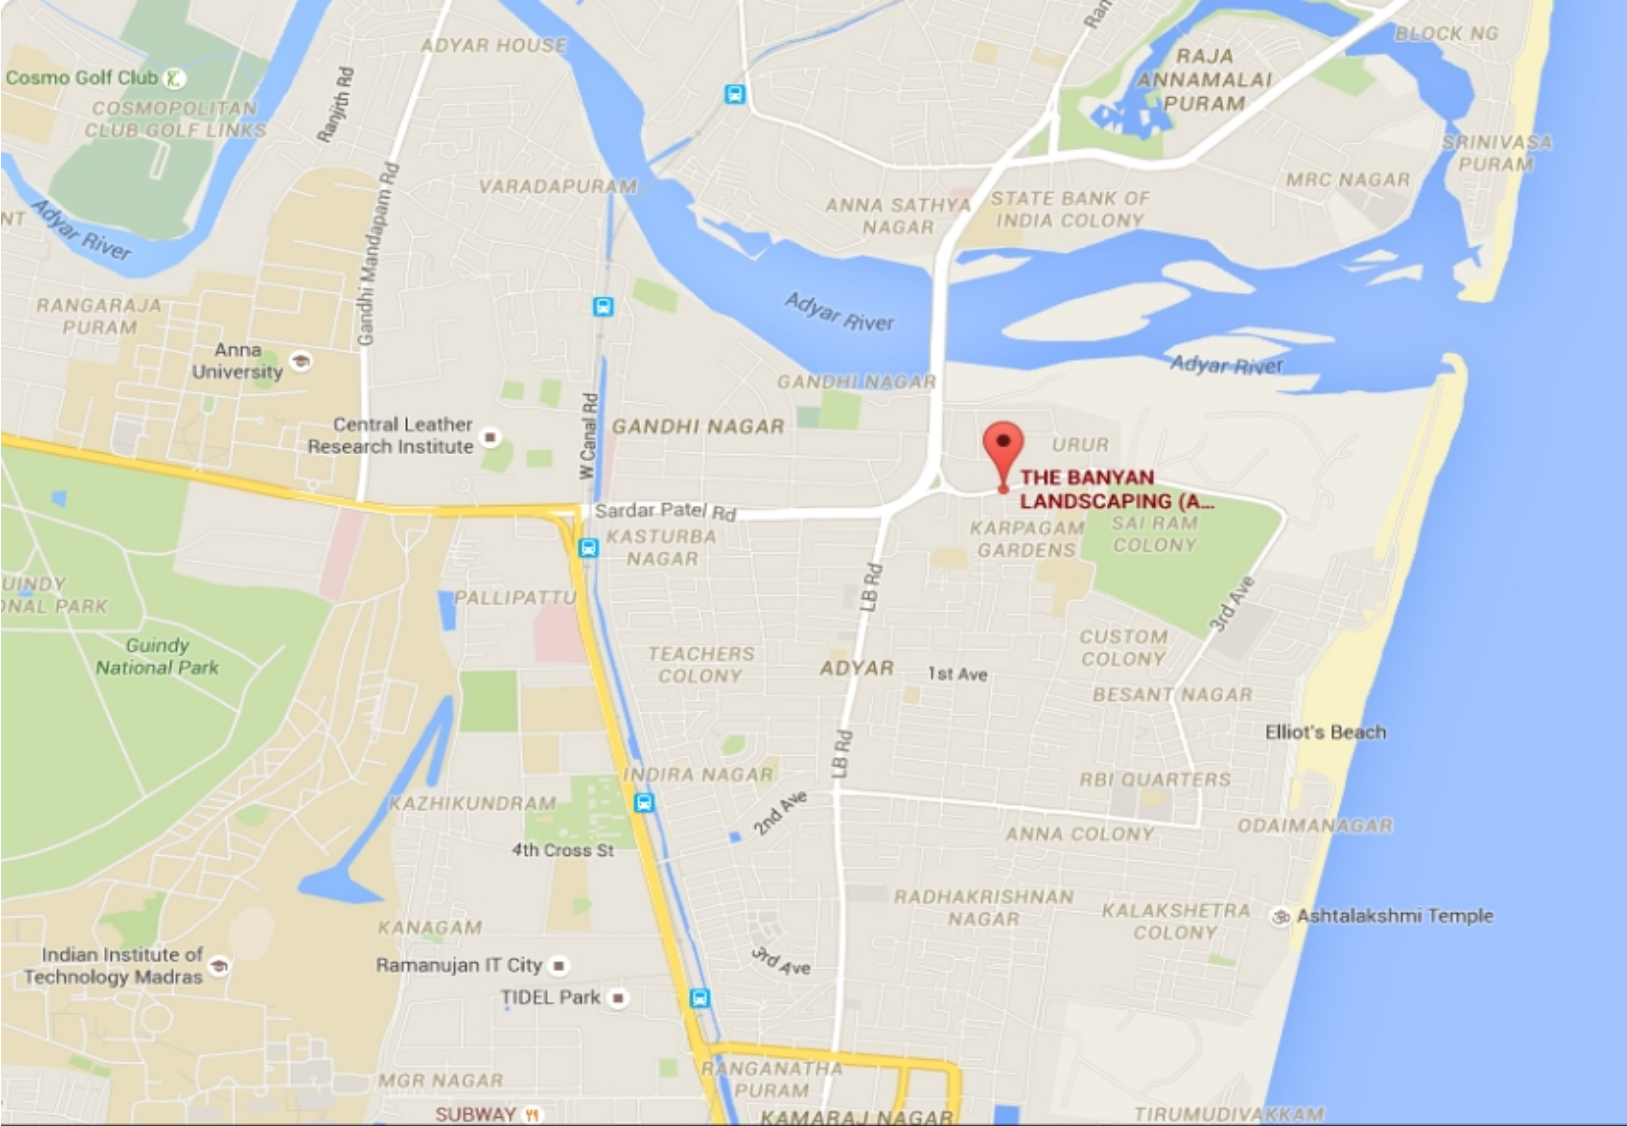 ADYAR HOUSE
Ranjith Rd
Cosmo Golf Club
COSMOPOLITAN
CLUB GOLF LINKS
BLOCK NG
RAJA
ANNAMALAI
PURAM
SRINIVASA
PURAM
MRC NAGAR
VARADAPURAM
ANNA SATHYA
NAGAR
STATE BANK OF
INDIA COLONY
Adyar River
Gandhi Mandapam Rd
RANGARAJA
PURAM
Adyar River
Anna
University
Adyar River
GANDHI NAGAR
Central Leather
Research Institute
W Canal Rd
GANDHI NAGAR
URUR
THE BANYAN
LANDSCAPING (A...
Sardar Patel Rd
KASTURBA
NAGAR
KARPAGAM
GARDENS
SAI RAM
COLONY
UINDY
ONAL PARK
PALLIPATTU
LB Rd
3rd Ave
Guindy
National Park
TEACHERS
COLONY
ADYAR
1st Ave
CUSTOM
COLONY
BESANT NAGAR
Elliot's Beach
LB Rd
INDIRA NAGAR
RBI QUARTERS
KAZHIKUNDRAM
2nd Ave
ANNA COLONY
ODAIMANAGAR
4th Cross St
RADHAKRISHNAN
NAGAR
KALAKSHETRA
COLONY
Ashtalakshmi Temple
KANAGAM
Indian Institute of
Technology Madras
Ramanujan IT City
3rd Ave
TIDEL Park
RANGANATHA
PURAM
MGR NAGAR
SUBWAY
KAMARAJ NAGAR
TIRUMUDIVAKKAM